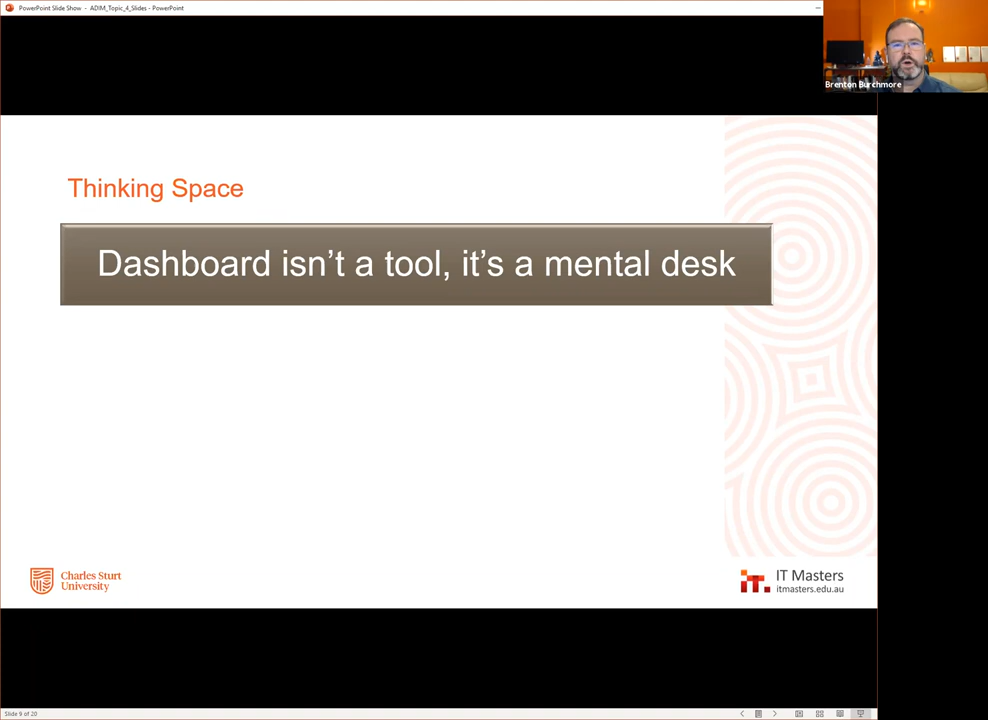 PowerPoint Slide Show - ADIM_Topic_4_Slides - PowerPoint
Brenton Burchmore
Thinking Space
Dashboard isn’t a tool, it’s a mental desk
Charles Sturt
University
IT Masters
itmasters.edu.au
Slide 9 of 20